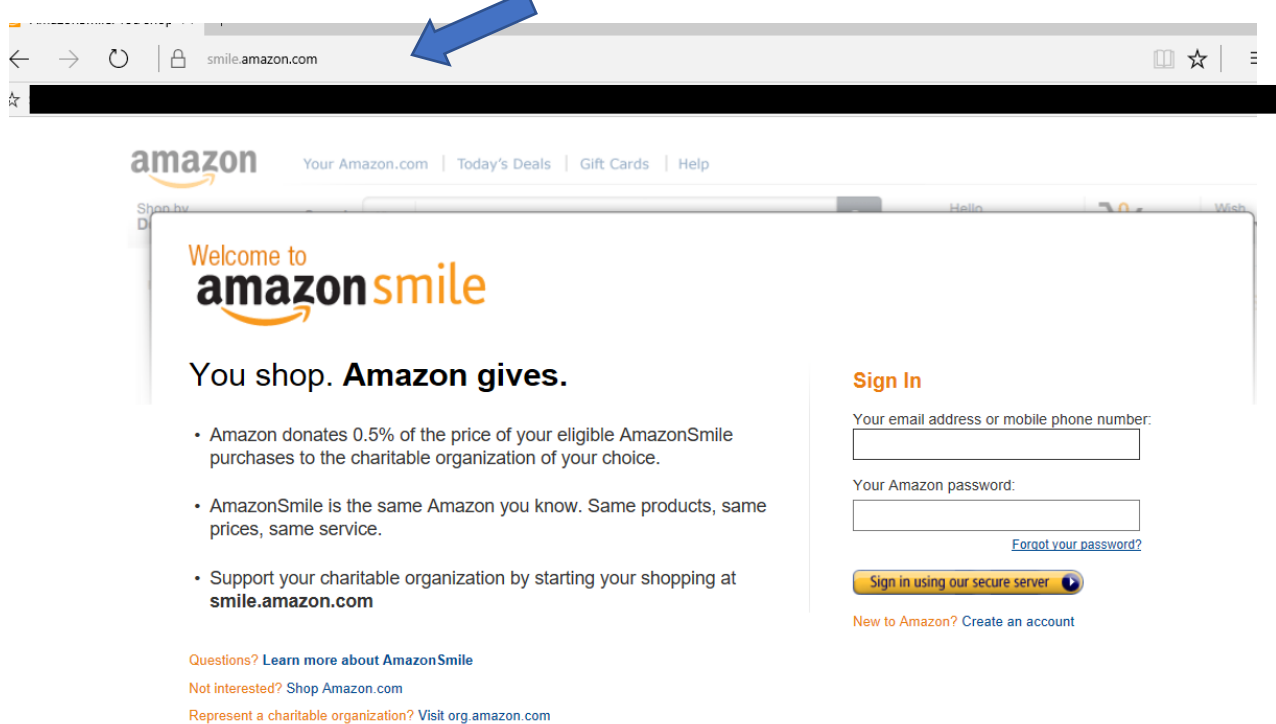 smile.amazon.com
amazon
Your Amazon.com | Today's Deals | Gift Cards | Help
Shop by
Hello
Wish
Welcome to
amazonsmile
You shop. Amazon gives.
• Amazon donates 0.5% of the price of your eligible AmazonSmile
purchases to the charitable organization of your choice.
• AmazonSmile is the same Amazon you know. Same products, same
prices, same service.
• Support your charitable organization by starting your shopping at
smile.amazon.com
Questions? Learn more about AmazonSmile
Not interested? Shop Amazon.com
Represent a charitable organization? Visit org.amazon.com
Sign In
Your email address or mobile phone number:
Your Amazon password:
Forgot your password?
Sign in using our secure server
New to Amazon? Create an account